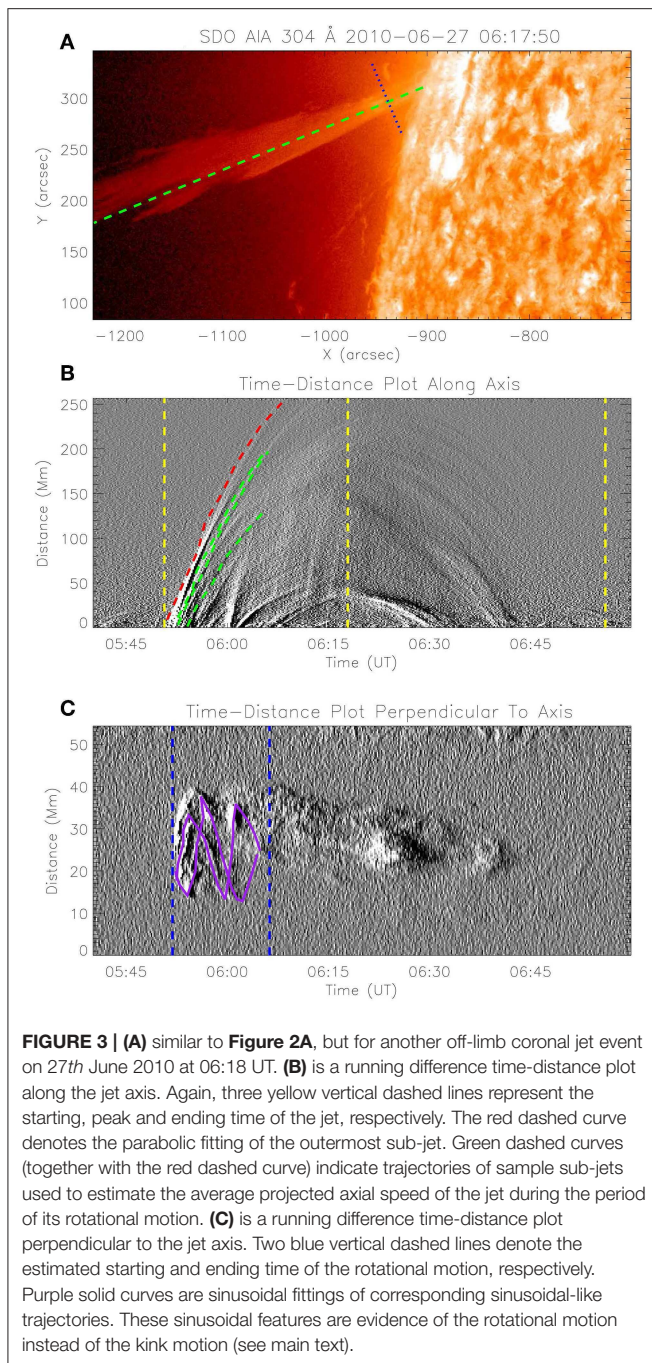 A
SDO AIA 304 Å 2010-06-27 06:17:50
Y (arcsec)
300
250
200
150
100
-1200 -1100 -1000 -900 -800
X (arcsec)
B
Time-Distance Plot Along Axis
Distance (Mm)
250
200
150
100
50
0
05:45 06:00 06:15 06:30 06:45
Time (UT)
C
Time-Distance Plot Perpendicular To Axis
Distance (Mm)
50
40
30
20
10
0
05:45 06:00 06:15 06:30 06:45
Time (UT)
FIGURE 3 | (A) similar to Figure 2A, but for another off-limb coronal jet event
on 27th June 2010 at 06:18 UT. (B) is a running difference time-distance plot
along the jet axis. Again, three yellow vertical dashed lines represent the
starting, peak and ending time of the jet, respectively. The red dashed curve
denotes the parabolic fitting of the outermost sub-jet. Green dashed curves
(together with the red dashed curve) indicate trajectories of sample sub-jets
used to estimate the average projected axial speed of the jet during the period
of its rotational motion. (C) is a running difference time-distance plot
perpendicular to the jet axis. Two blue vertical dashed lines denote the
estimated starting and ending time of the rotational motion, respectively.
Purple solid curves are sinusoidal fittings of corresponding sinusoidal-like
trajectories. These sinusoidal features are evidence of the rotational motion
instead of the kink motion (see main text).